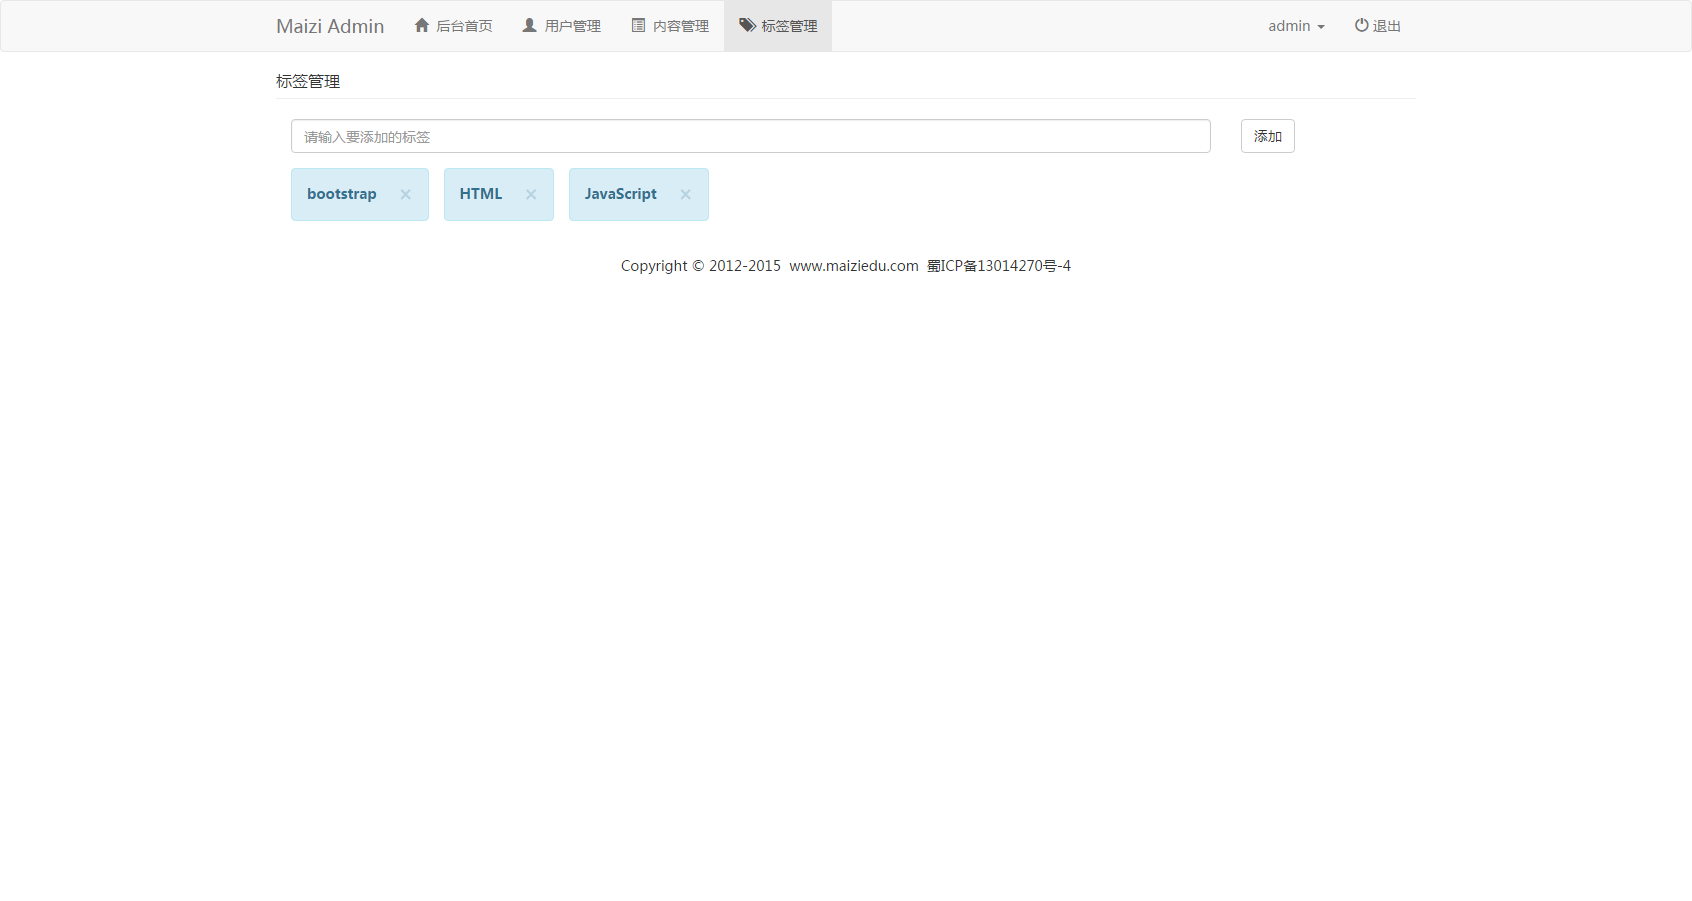 Maizi Admin 后台首页 用户管理 内容管理 标签管理 admin 退出
标签管理
请输入要添加的标签 添加
bootstrap × HTML × JavaScript ×
Copyright © 2012-2015 www.maiziedu.com 蜀ICP备13014270号-4